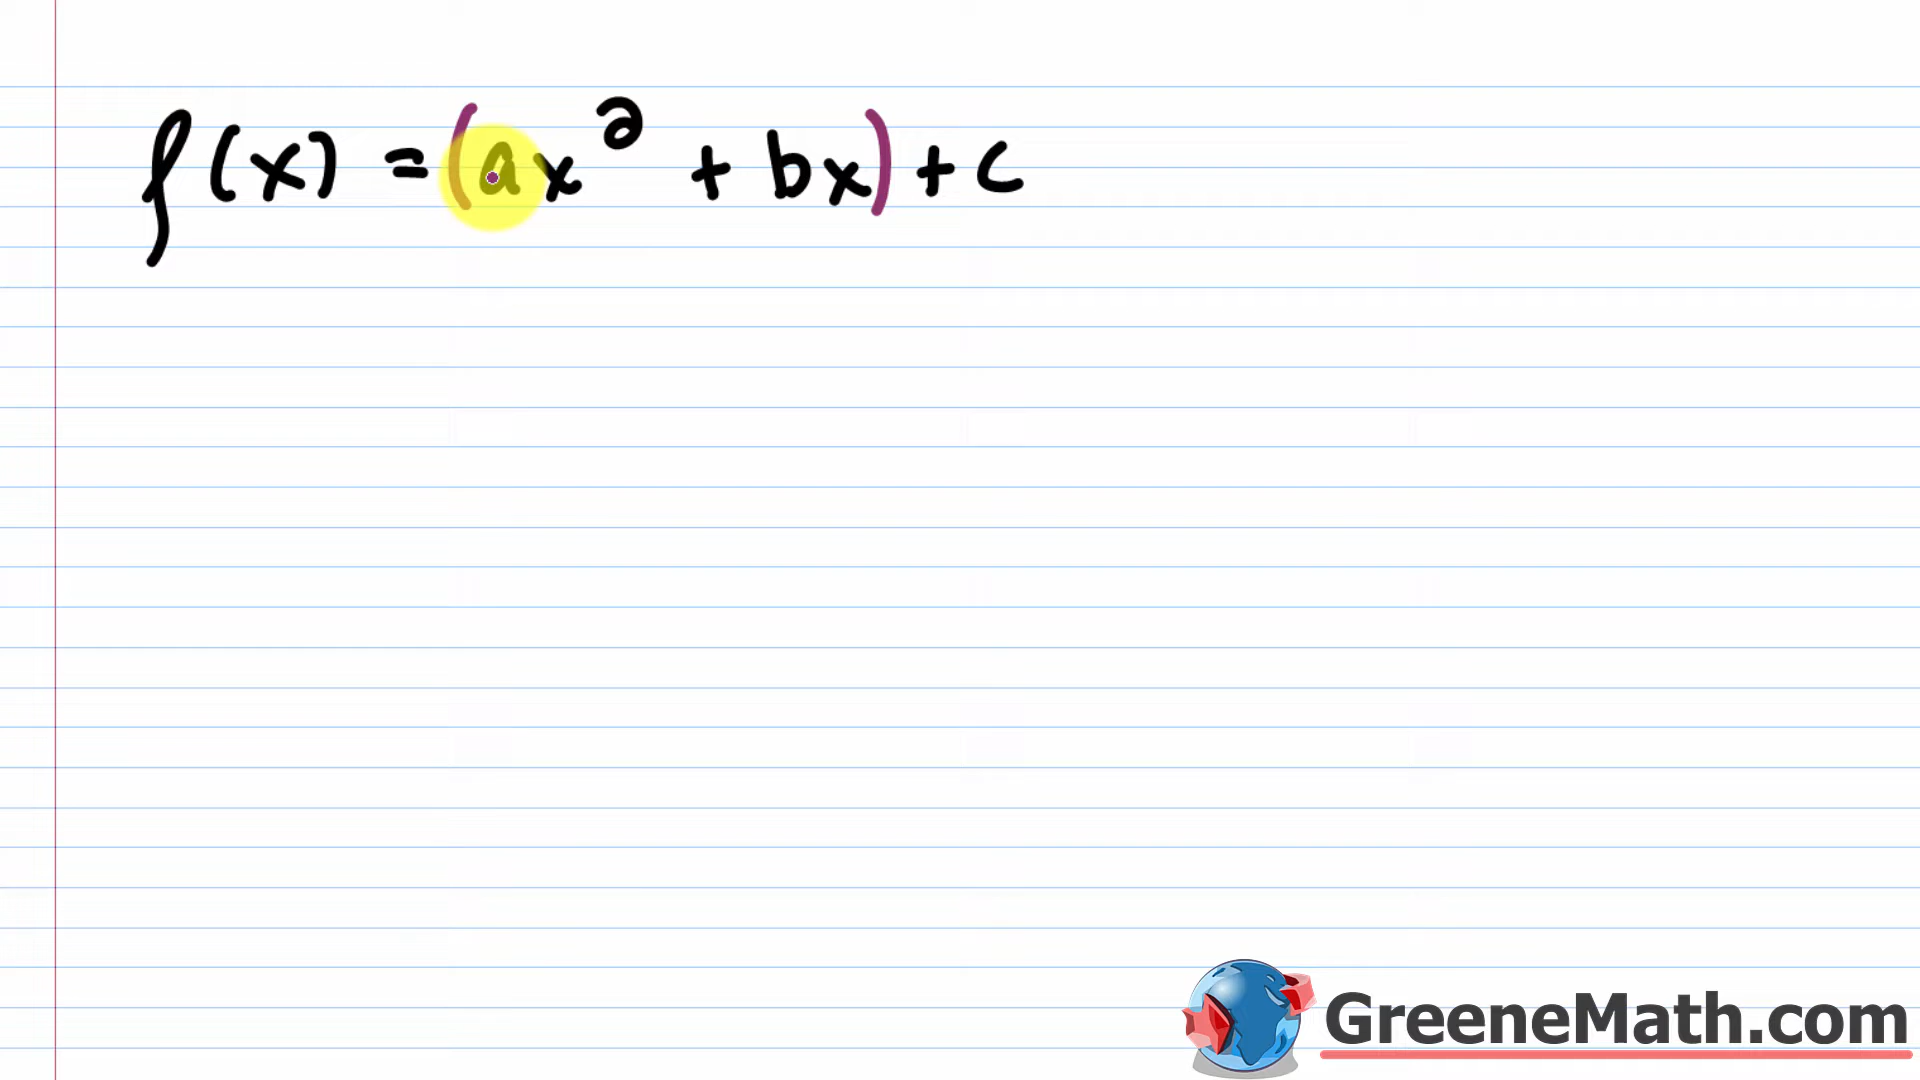 f(x) = (ax² + bx) + c
GreeneMath.com